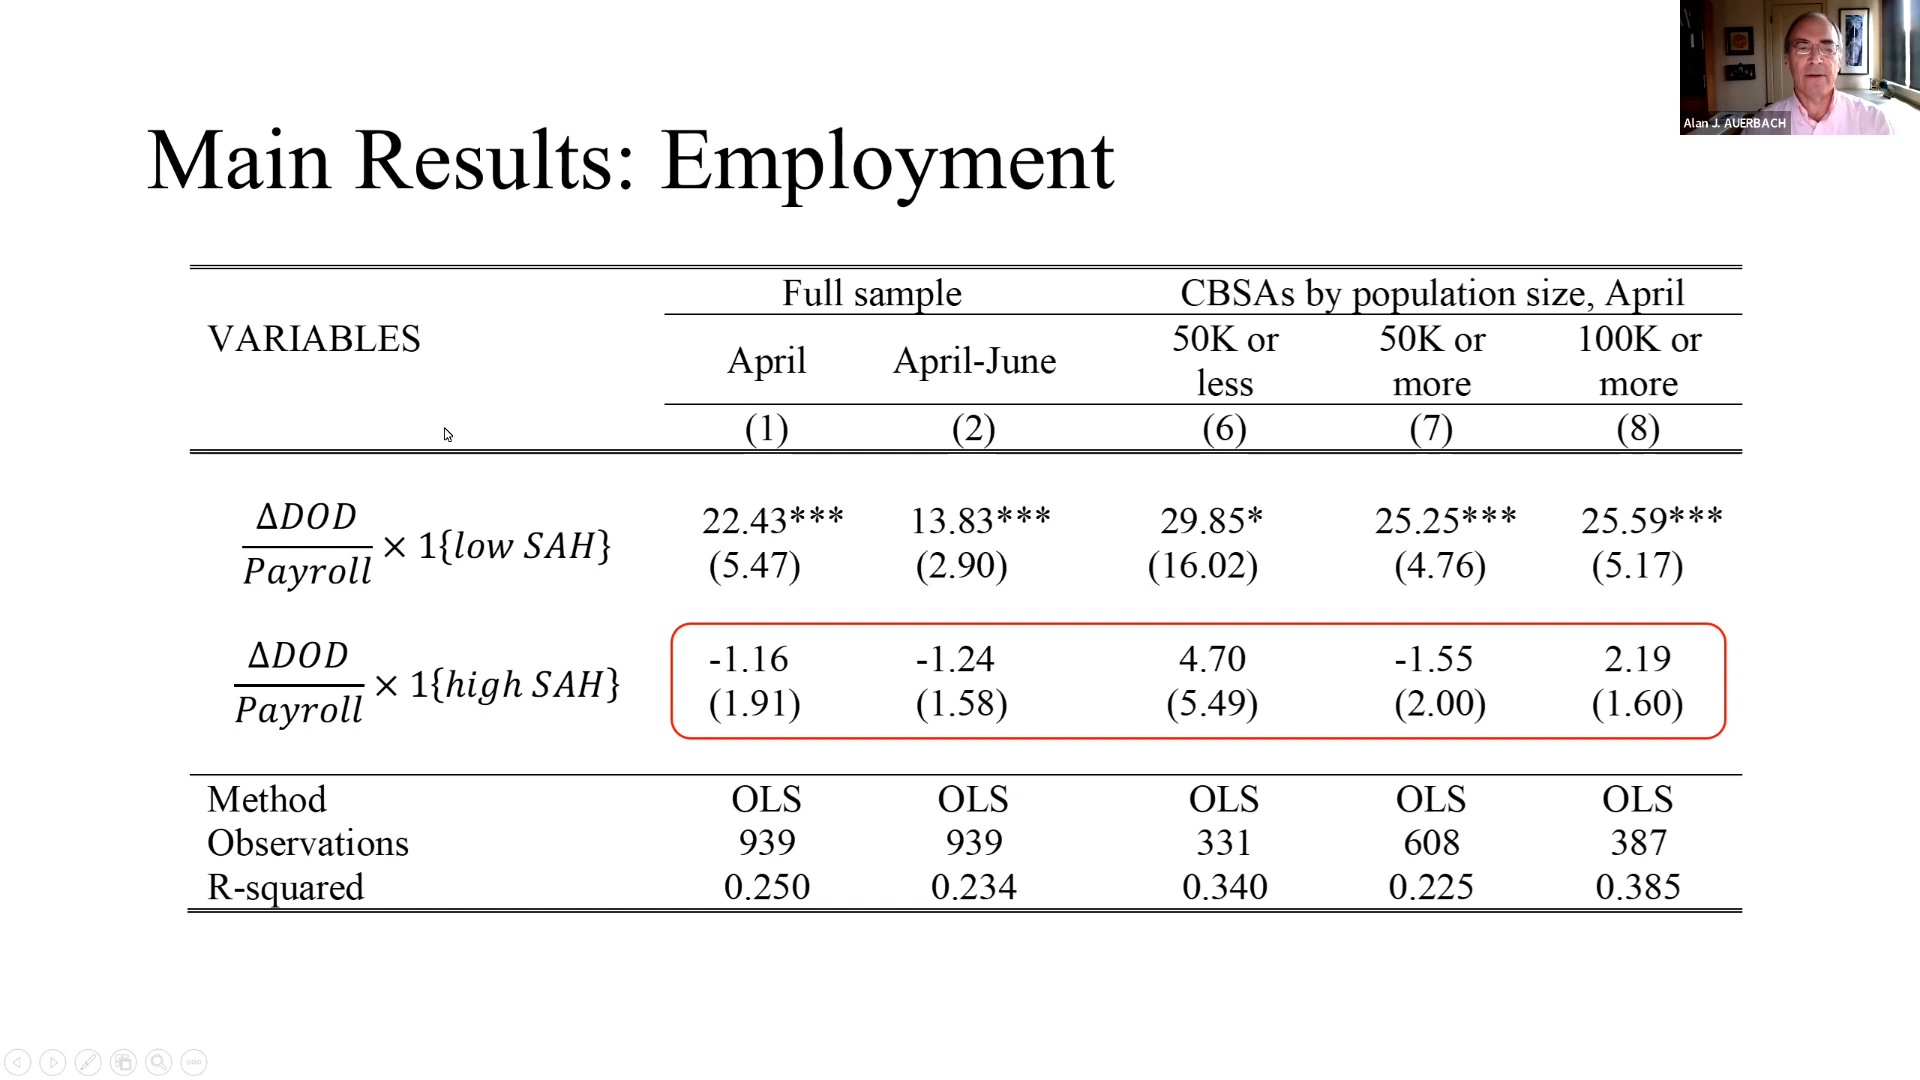 Alan J. AUERBACH
Main Results: Employment
VARIABLES
Full sample
CBSAs by population size, April
April
April-June
50K or less
50K or more
100K or more
(1) (2) (6) (7) (8)
ΔDOD
Payroll
× 1{low SAH}
22.43*** 13.83*** 29.85* 25.25*** 25.59***
(5.47) (2.90) (16.02) (4.76) (5.17)
ΔDOD
Payroll
× 1{high SAH}
-1.16 -1.24 4.70 -1.55 2.19
(1.91) (1.58) (5.49) (2.00) (1.60)
Method OLS OLS OLS OLS OLS
Observations 939 939 331 608 387
R-squared 0.250 0.234 0.340 0.225 0.385